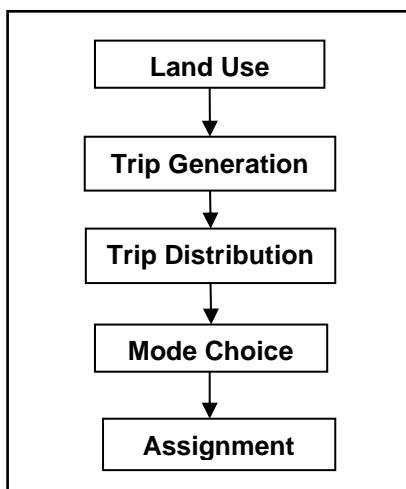 Land Use
Trip Generation
Trip Distribution
Mode Choice
Assignment